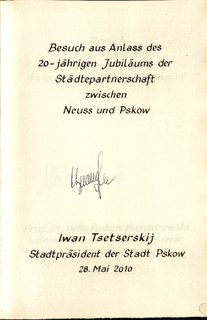 Besuch aus Anlass des
20-jährigen Jubiläums der
Städtepartnerschaft
zwischen
Neuss und Pskow
Iwan Tsetserskij
Stadtpräsident der Stadt Pskow
28. Mai 2010